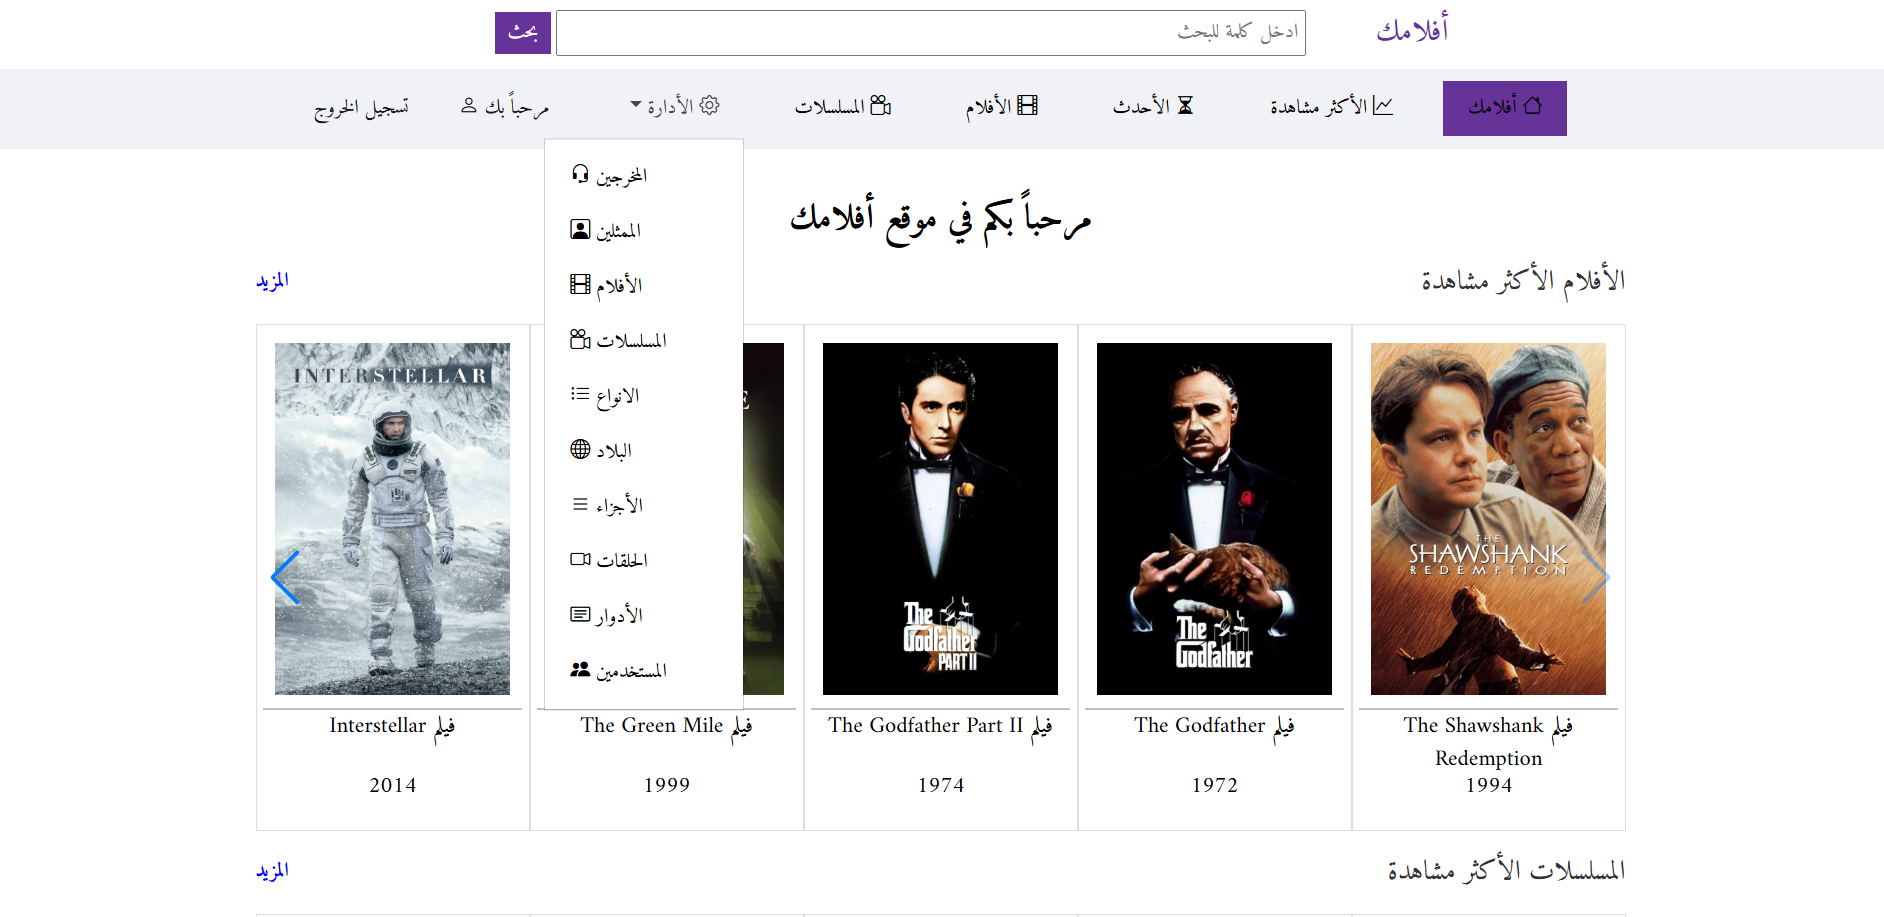 أفلامك
ادخل كلمة للبحث
بحث
أفلامك
الأكثر مشاهدة
الأحدث
الأفلام
المسلسلات
الأدارة
مرحباً بك
تسجيل الخروج
المخرجين
الممثلين
الأفلام
المسلسلات
الانواع
البلاد
الأجزاء
الحلقات
الأدوار
المستخدمين
مرحباً بكم في موقع أفلامك
الأفلام الأكثر مشاهدة
المزيد
THE
SHAWSHANK
REDEMPTION
فيلم The Shawshank
Redemption
1994
The
Godfather
فيلم The Godfather
1972
The
Godfather
PART II
فيلم The Godfather Part II
1974
E
فيلم The Green Mile
1999
INTERSTELLAR
فيلم Interstellar
2014
المسلسلات الأكثر مشاهدة
المزيد